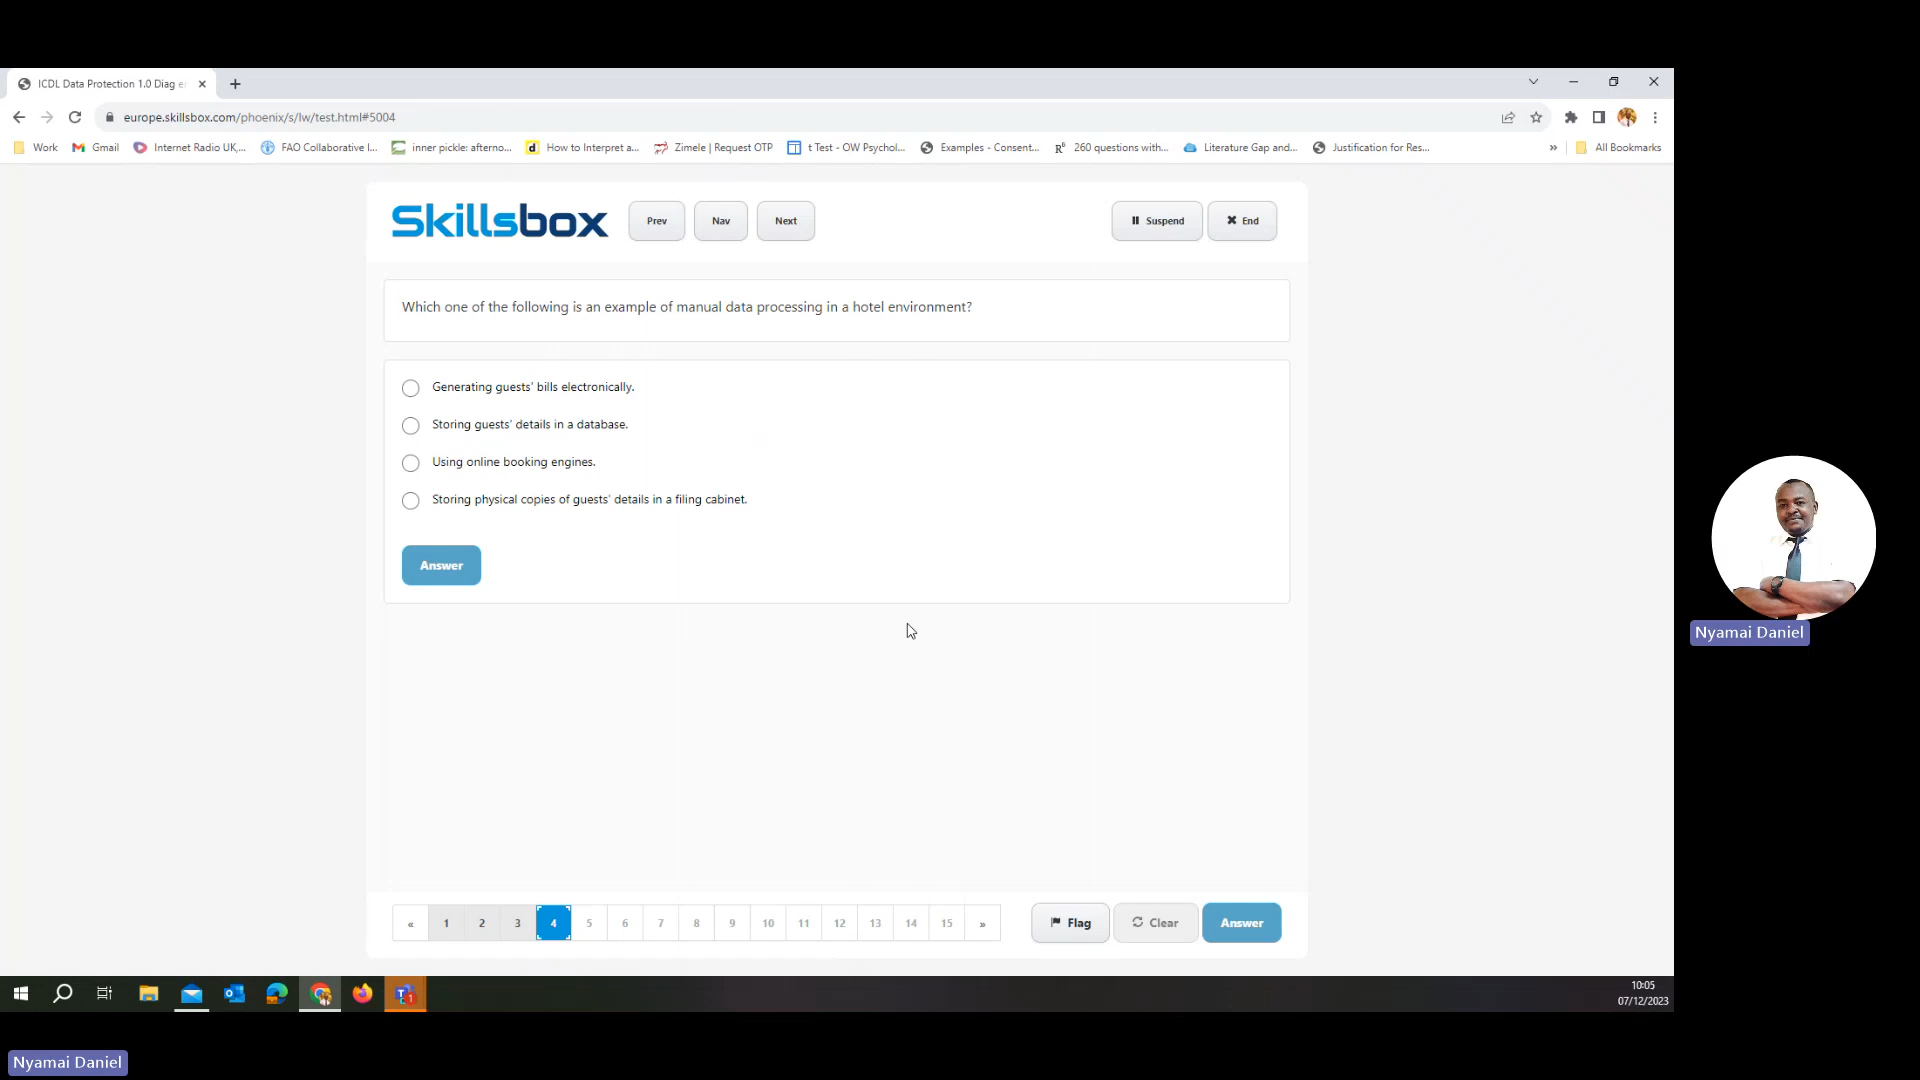 ICDL Data Protection 1.0 Diag e
europe.skillsbox.com/phoenix/s/lw/test.html#5004
Work Gmail Internet Radio UK,... FAO Collaborative I... inner pickle: afterno... How to Interpret a... Zimele | Request OTP t Test - OW Psychol... Examples - Consent... 260 questions with... Literature Gap and... Justification for Res... » All Bookmarks
Skillsbox Prev Nav Next Suspend End
Which one of the following is an example of manual data processing in a hotel environment?
Generating guests' bills electronically.
Storing guests' details in a database.
Using online booking engines.
Storing physical copies of guests' details in a filing cabinet.
Answer
« 1 2 3 4 5 6 7 8 9 10 11 12 13 14 15 » Flag Clear Answer
10:05
07/12/2023
Nyamai Daniel
Nyamai Daniel